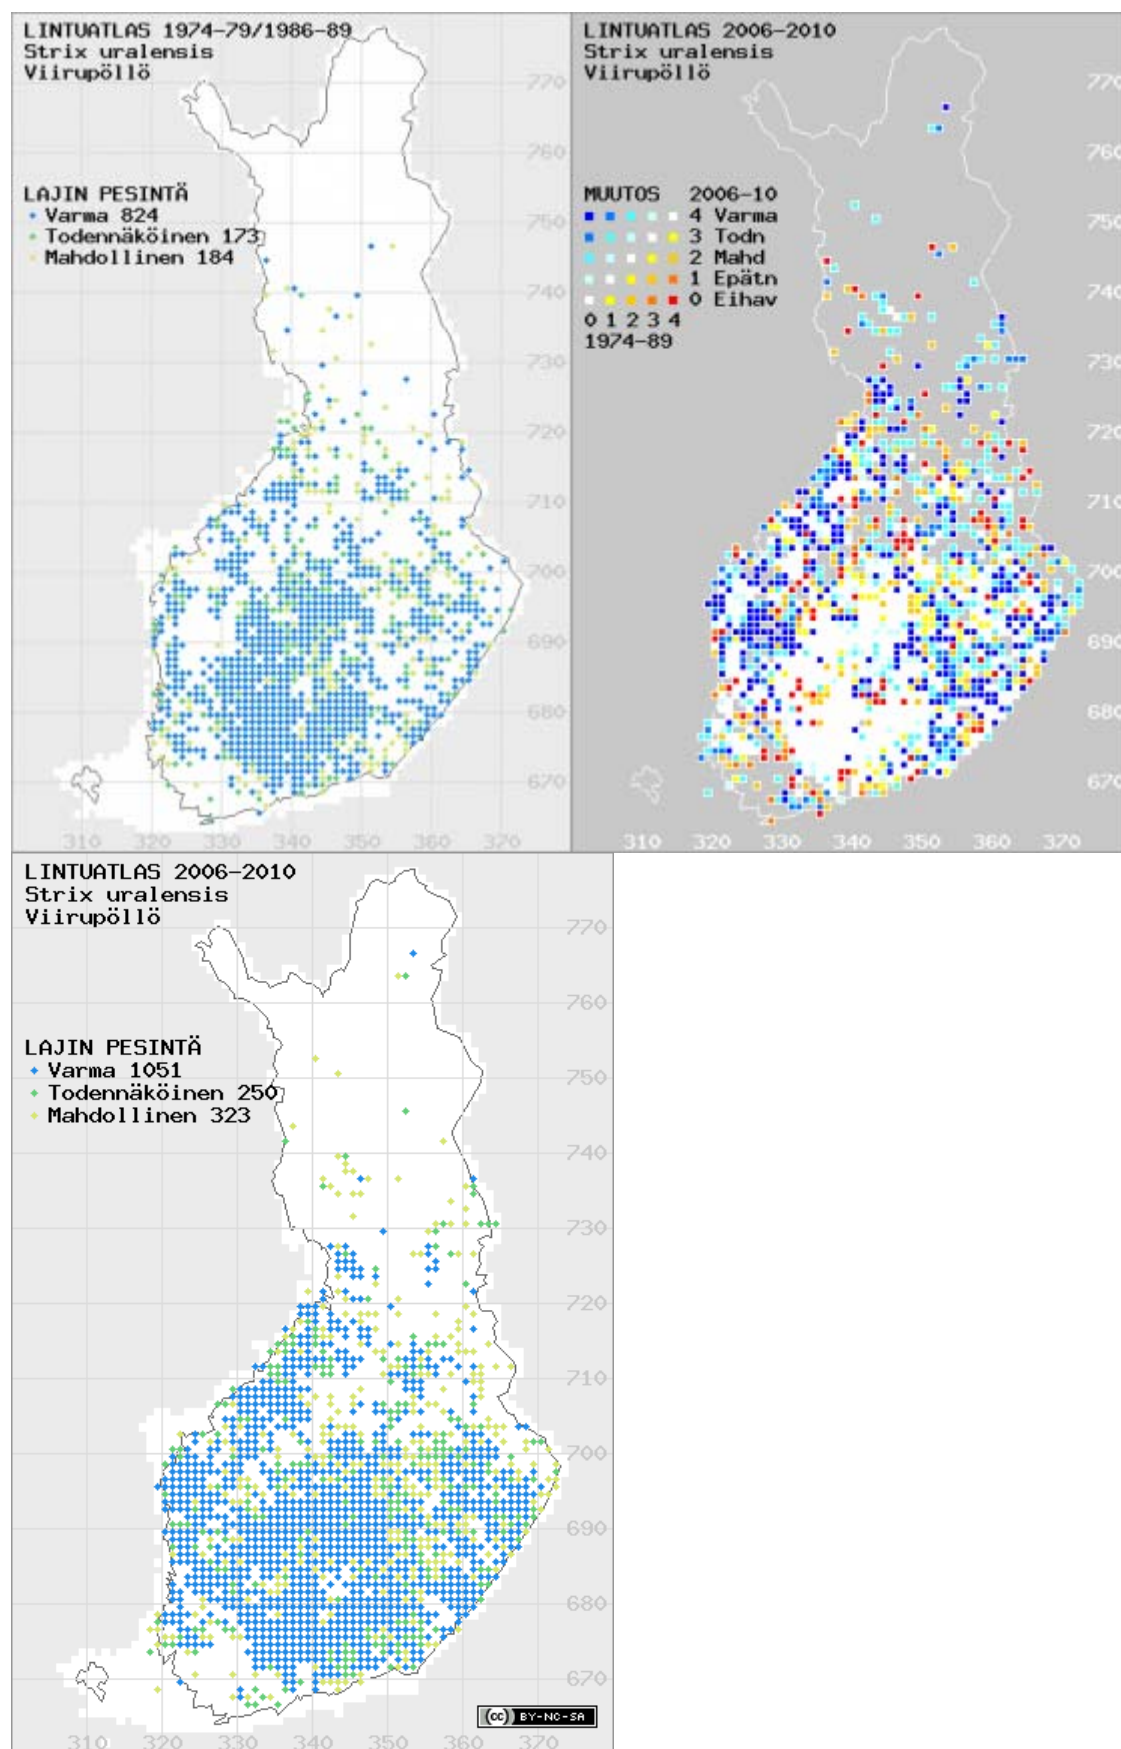 LINTUATLAS 1974-79/1986-89
Strix uralensis
Viirupöllö
770
760
LAJIN PESINTÄ
Varma 824
Todennäköinen 173
Mahdollinen 184
750
740
730
720
710
700
690
680
670
310 320 330 340 350 360 370
LINTUATLAS 2006-2010
Strix uralensis
Viirupöllö
770
760
MUUTOS 2006-10
4 Varma
3 Todn
2 Mahd
1 Epätn
0 Eihav
0 1 2 3 4
1974-89
750
740
730
720
710
700
690
680
670
310 320 330 340 350 360 370
LINTUATLAS 2006-2010
Strix uralensis
Viirupöllö
770
760
LAJIN PESINTÄ
Varma 1051
Todennäköinen 250
Mahdollinen 323
750
740
730
720
710
700
690
680
670
(cc) BY-NC-SA
310 320 330 340 350 360 370